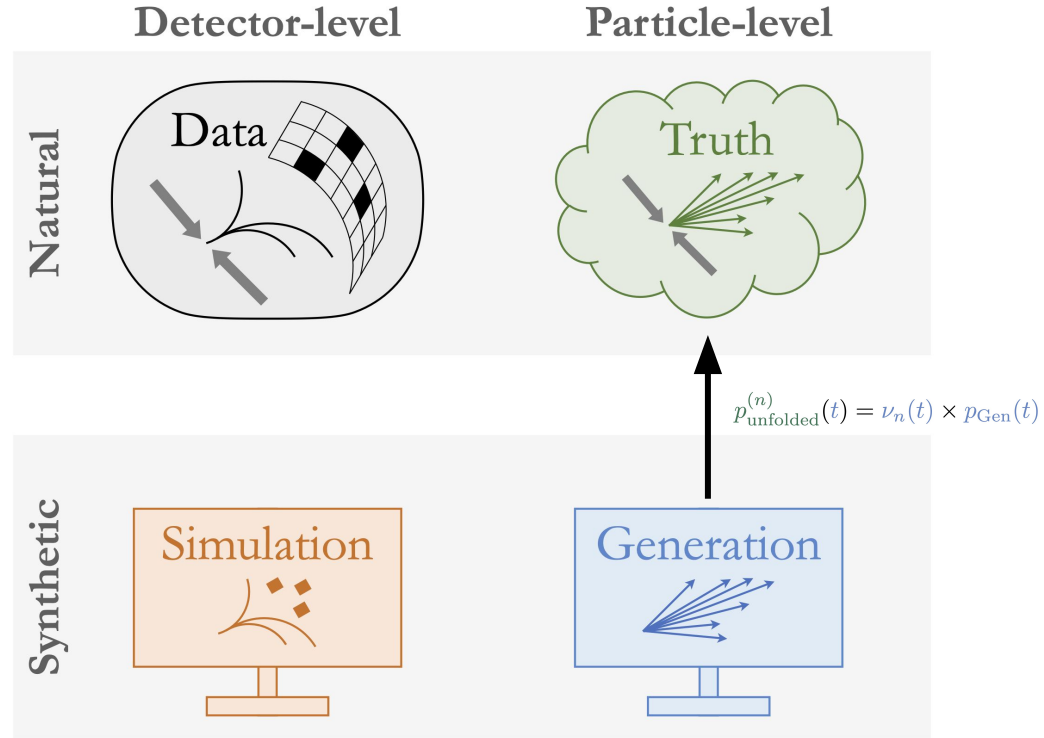 Detector-level Particle-level
Natural
Data
Truth
p_unfolded^(n)(t) = ν_n(t) × p_Gen(t)
Synthetic
Simulation
Generation